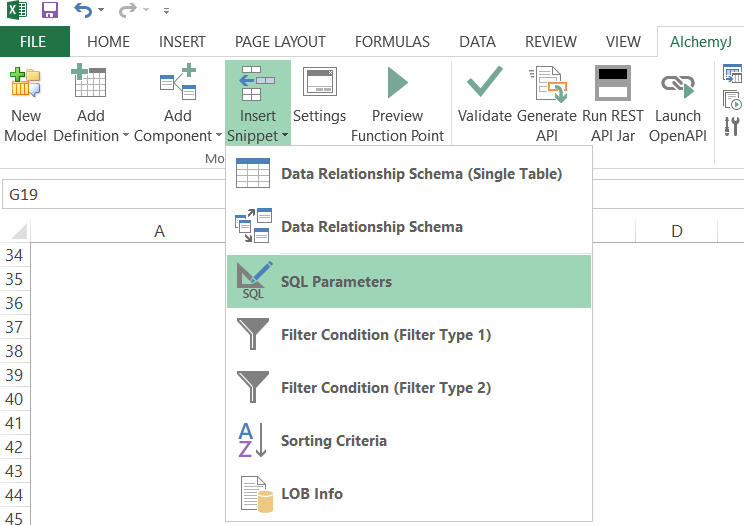 FILE HOME INSERT PAGE LAYOUT FORMULAS DATA REVIEW VIEW AlchemyJ
New Add Add Insert Settings Preview Validate Generate Run REST Launch
Model Definition Component Snippet Function Point API API Jar OpenAPI
Mo
G19
Data Relationship Schema (Single Table)
Data Relationship Schema
A D
34
35
36
37
38
39
40
41
42
43
44
45
SQL
SQL Parameters
Filter Condition (Filter Type 1)
Filter Condition (Filter Type 2)
A
Z
Sorting Criteria
LOB Info